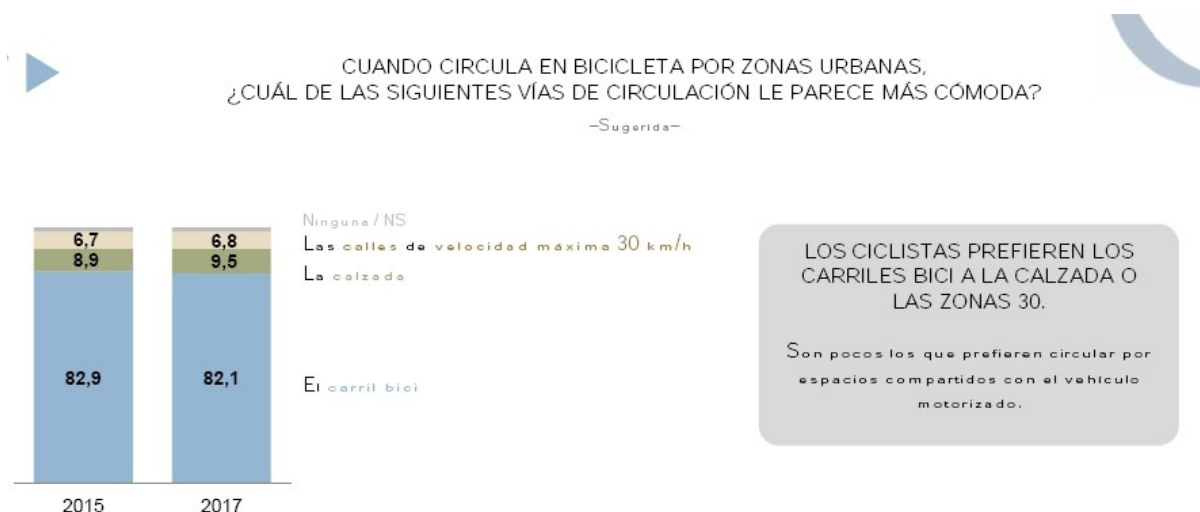 CUANDO CIRCULA EN BICICLETA POR ZONAS URBANAS,
¿CUÁL DE LAS SIGUIENTES VÍAS DE CIRCULACIÓN LE PARECE MÁS CÓMODA?
–Sugerida–
Ninguna / NS
6,7 6,8 Las calles de velocidad máxima 30 km/h
8,9 9,5 La calzada
82,9 82,1 El carril bici
2015 2017
LOS CICLISTAS PREFIEREN LOS
CARRILES BICI A LA CALZADA O
LAS ZONAS 30.
Son pocos los que prefieren circular por
espacios compartidos con el vehículo
motorizado.